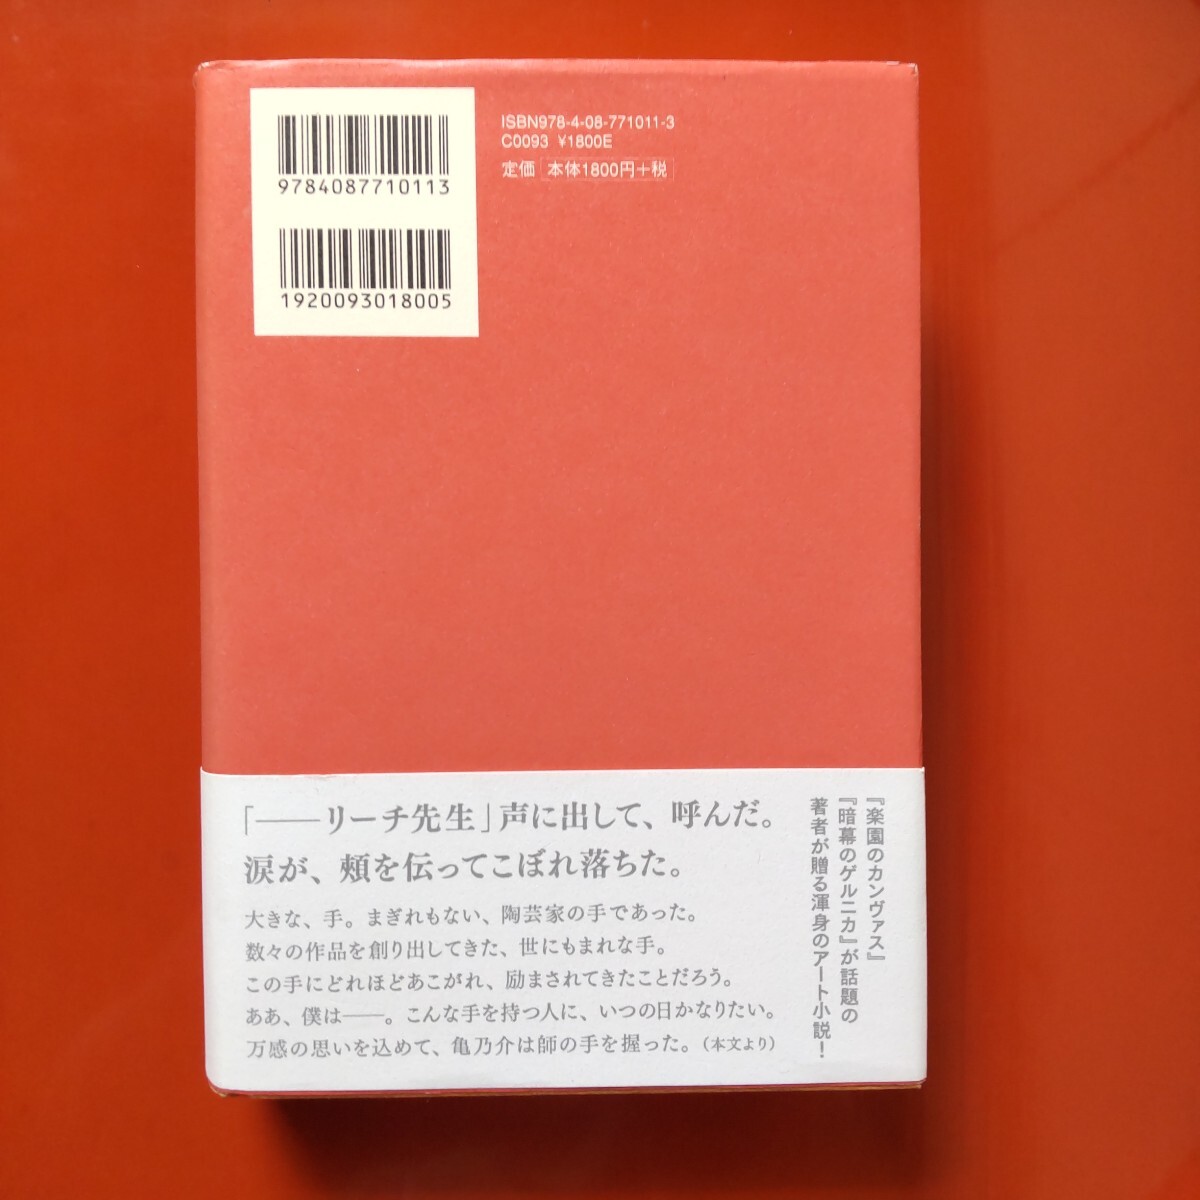 9784087710113
1920093018005
ISBN978-4-08-771011-3
C0093 ¥1800E
定価 本体1800円+税
「――リーチ先生」声に出して、呼んだ。
涙が、頰を伝ってこぼれ落ちた。
大きな、手。まぎれもない、陶芸家の手であった。
数々の作品を創り出してきた、世にもまれな手。
この手にどれほどあこがれ、励まされてきたことだろう。
ああ、僕は――。こんな手を持つ人に、いつの日かなりたい。
万感の思いを込めて、亀乃介は師の手を握った。(本文より)
『楽園のカンヴァス』
『暗幕のゲルニカ』が話題の
著者が贈る渾身のアート小説!